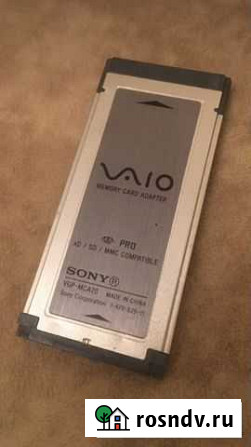 VAIO
MEMORY CARD ADAPTER
PRO
xD / SD / MMC COMPATIBLE
SONY®
VGP-MCA20 MADE IN CHINA
Sony Corporation
rosndv.ru